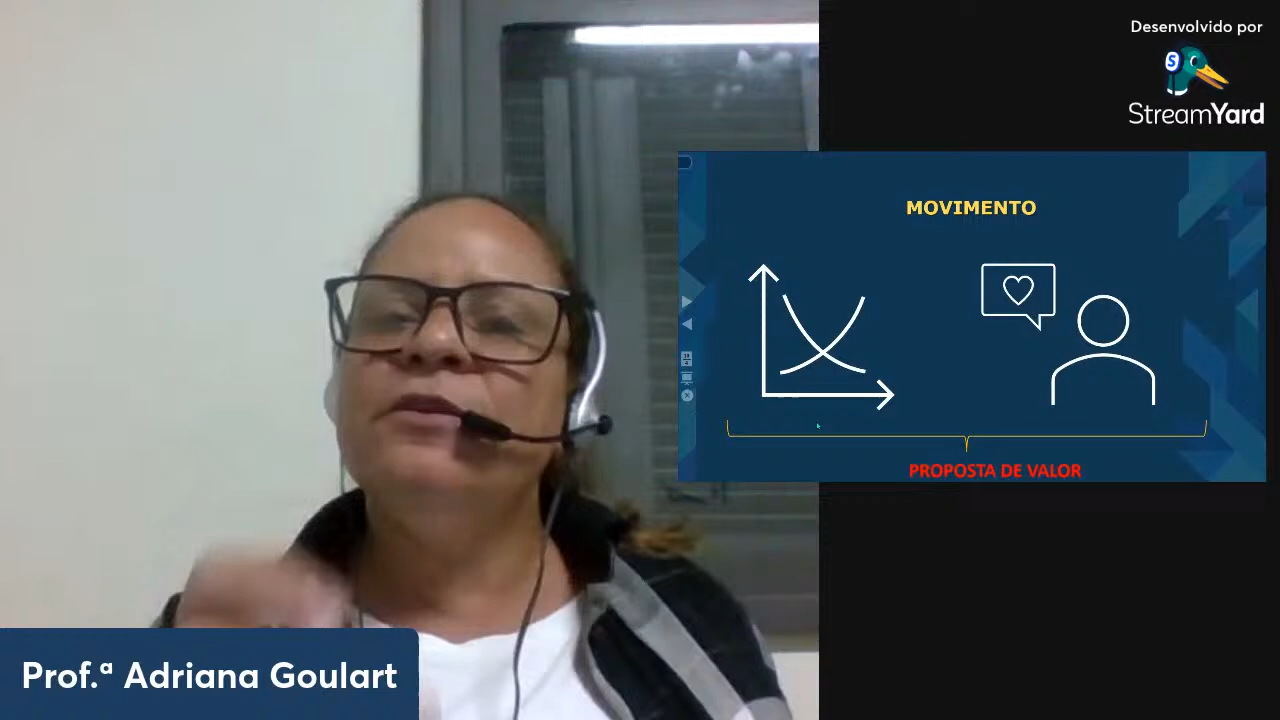 Desenvolvido por
StreamYard
MOVIMENTO
PROPOSTA DE VALOR
Prof.ª Adriana Goulart